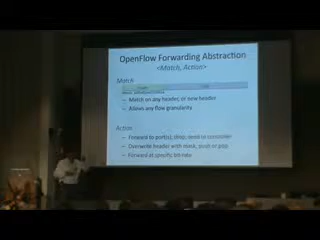 OpenFlow Forwarding Abstraction
<Match, Action>
Match
– Match on any header, or new header
– Allows any flow granularity
Action
– Forward to port(s), drop, send to controller
– Overwrite header with mask, push or pop
– Forward at specific bit-rate